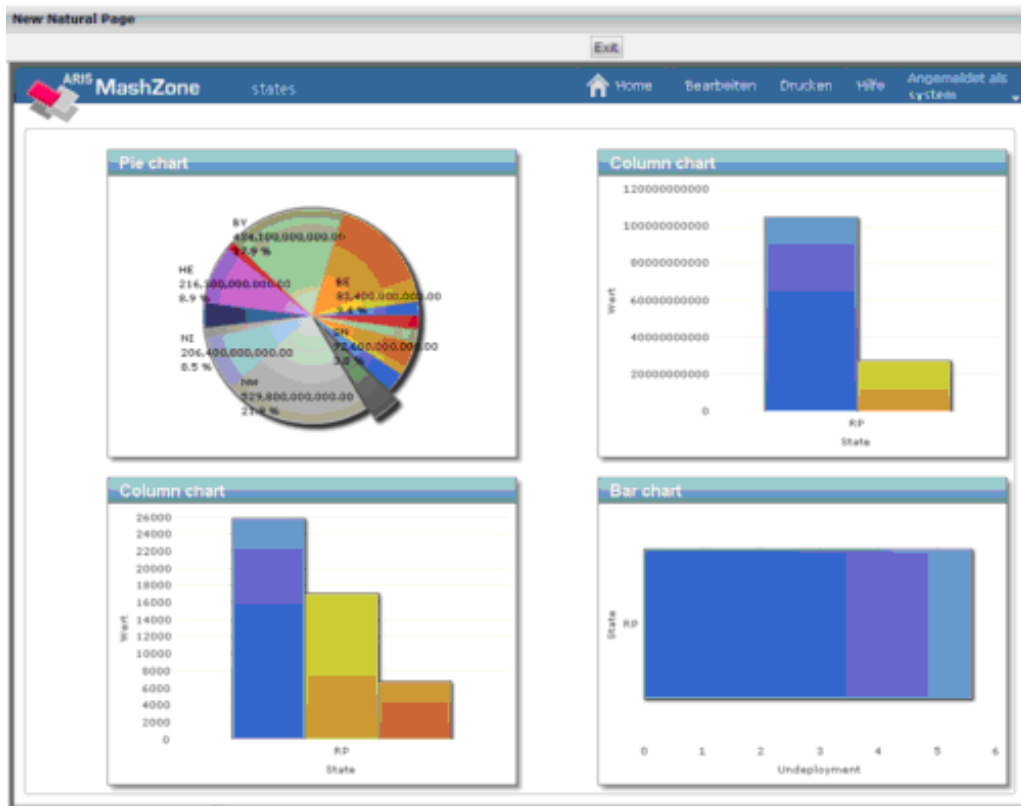 New Natural Page
Exit
ARIS MashZone
states
Home
Bearbeiten
Drucken
Hilfe
Angemeldet als
system
Pie chart
BY
12.9 %
HE
8.9 %
NI
206,400,000,000.00
8.5 %
NW
529,800,000,000.00
BE
SN
Column chart
120000000000
100000000000
80000000000
60000000000
40000000000
20000000000
0
Wert
RP
State
Column chart
26000
24000
22000
20000
18000
16000
14000
12000
10000
8000
6000
4000
2000
0
Wert
RP
State
Bar chart
State
RP
0 1 2 3 4 5 6
Undeployment